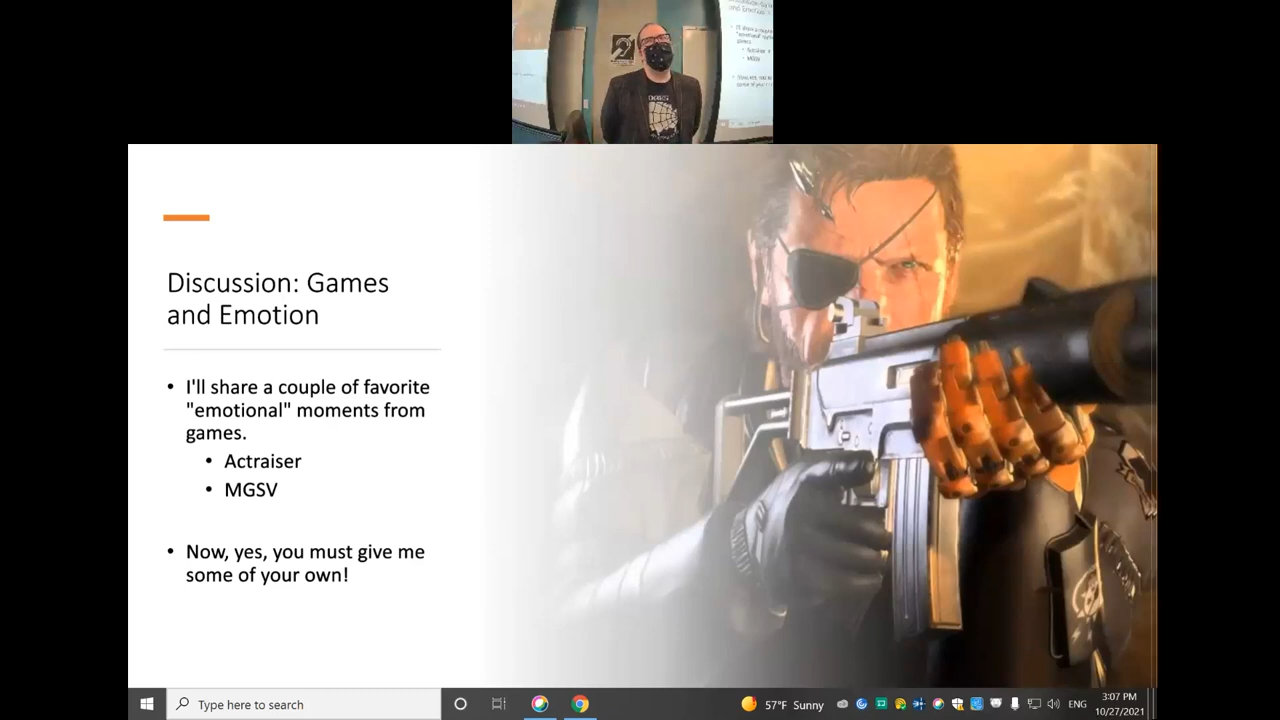 Discussion: Games
and Emotion
• I'll share a couple of favorite
"emotional" moments from
games.
• Actraiser
• MGSV
• Now, yes, you must give me
some of your own!
Type here to search
57°F Sunny
ENG
3:07 PM
10/27/2021